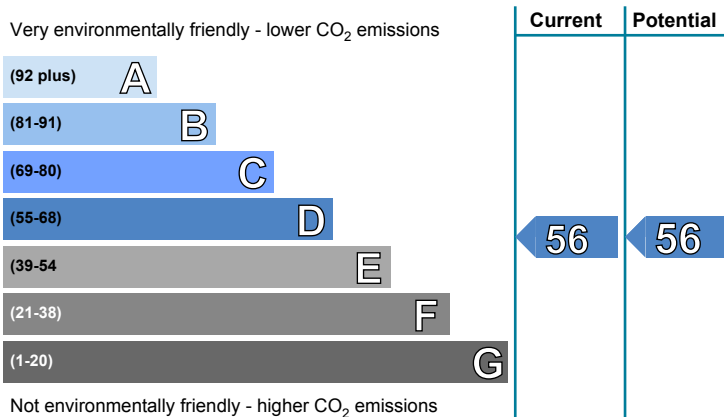 Very environmentally friendly - lower CO2 emissions
Current Potential
(92 plus) A
(81-91) B
(69-80) C
(55-68) D
56 56
(39-54 E
(21-38) F
(1-20) G
Not environmentally friendly - higher CO2 emissions